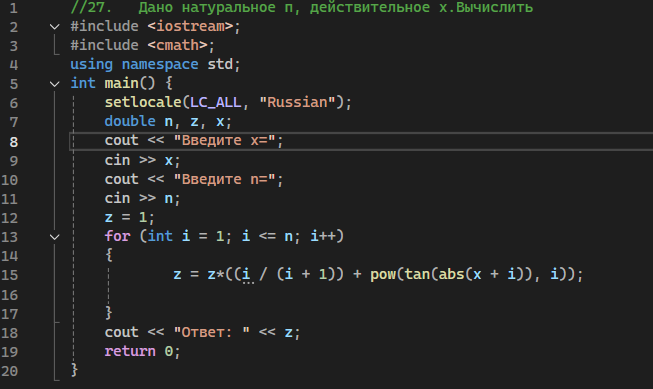 1 //27.   Дано натуральное n, действительное x.Вычислить
2 #include <iostream>;
3 #include <cmath>;
4 using namespace std;
5 int main() {
6     setlocale(LC_ALL, "Russian");
7     double n, z, x;
8     cout << "Введите x=";
9     cin >> x;
10     cout << "Введите n=";
11     cin >> n;
12     z = 1;
13     for (int i = 1; i <= n; i++)
14     {
15             z = z*((i / (i + 1)) + pow(tan(abs(x + i)), i));
16
17     }
18     cout << "Ответ: " << z;
19     return 0;
20 }